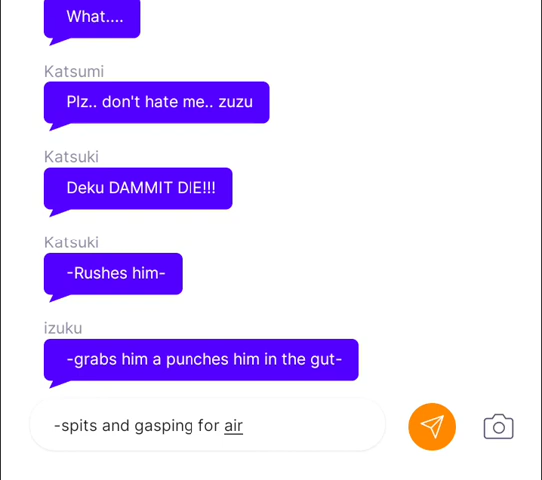 What....
Katsumi
Plz.. don't hate me.. zuzu
Katsuki
Deku DAMMIT DIE!!!
Katsuki
-Rushes him-
izuku
-grabs him a punches him in the gut-
-spits and gasping for air